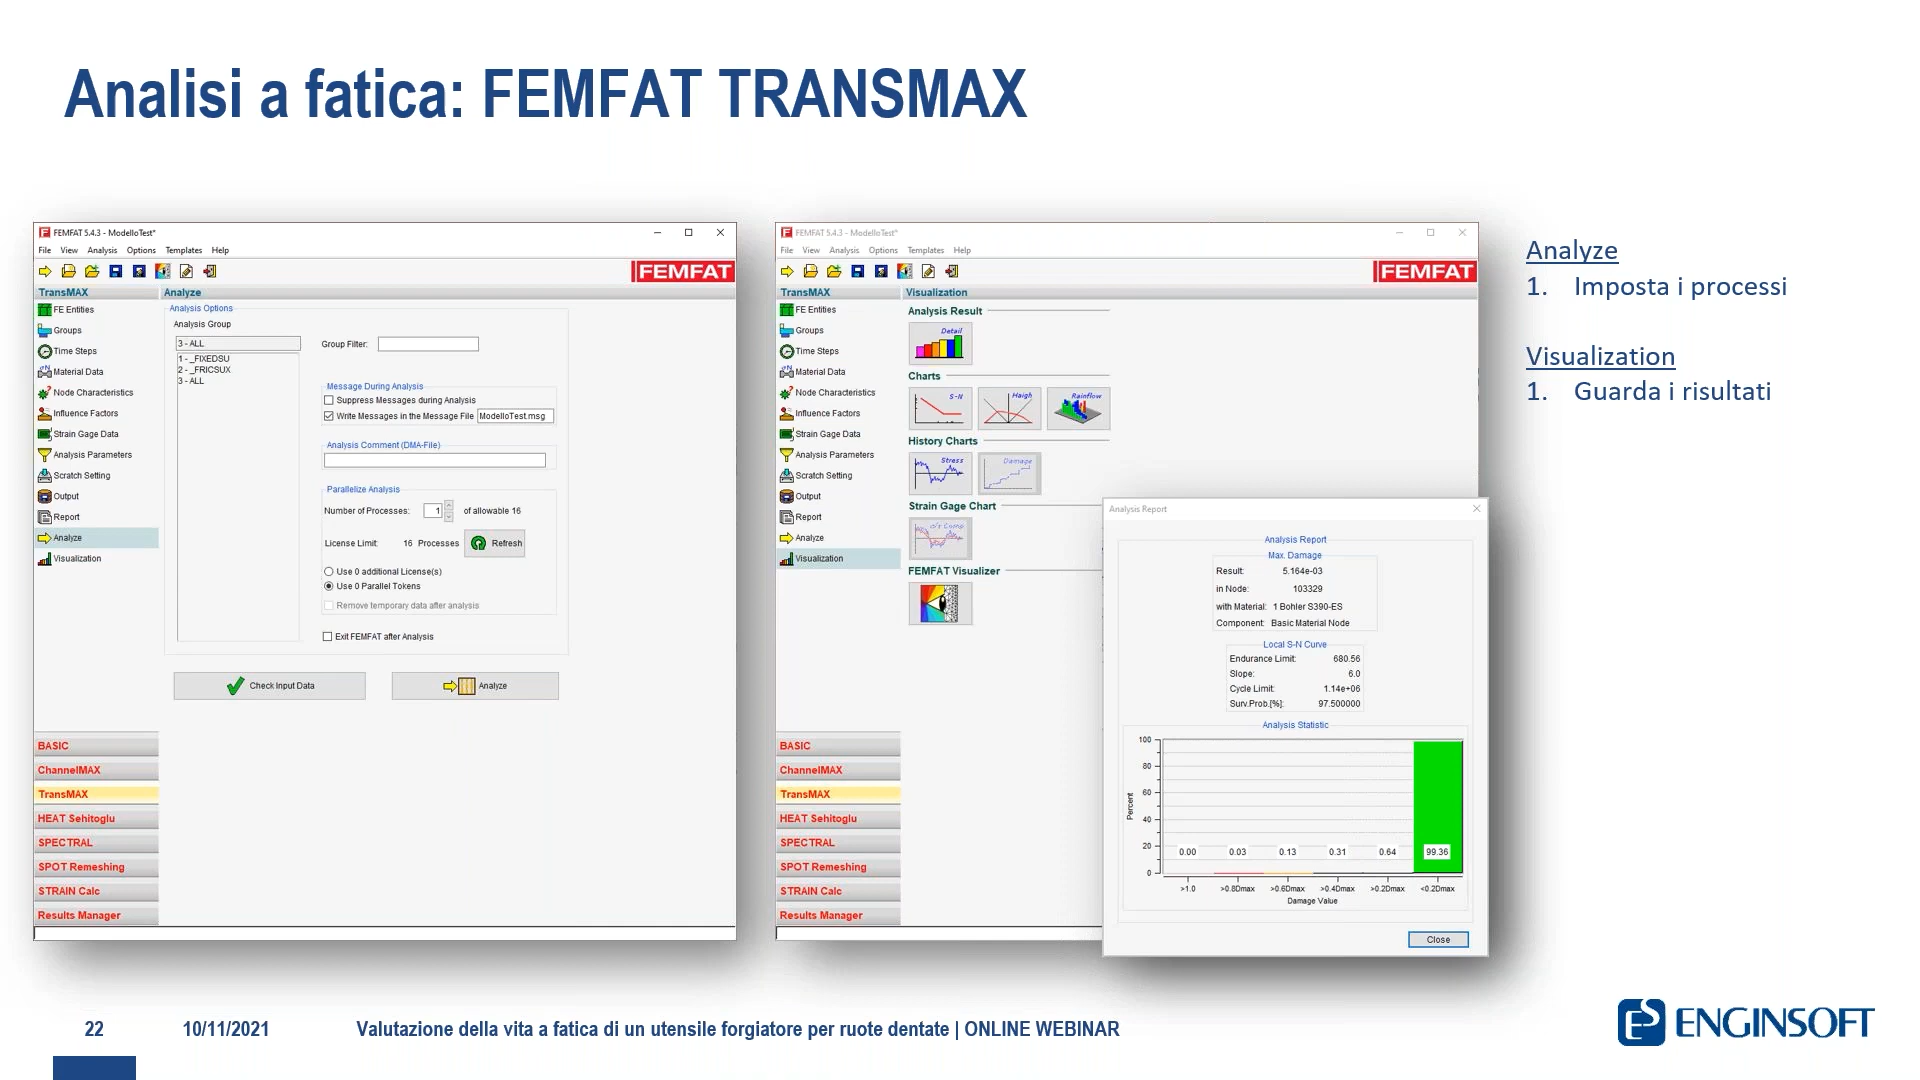 Analisi a fatica: FEMFAT TRANSMAX
FEMFAT 5.4.3 - ModelloTest*
File View Analysis Options Templates Help
FEMFAT
TransMAX
Analyze
FE Entities
Groups
Time Steps
Material Data
Node Characteristics
Influence Factors
Strain Gage Data
Analysis Parameters
Scratch Setting
Output
Report
Analyze
Visualization
Analysis Options
Analysis Group
3 - ALL
1 - _FIXEDSU
2 - _FRICSUX
3 - ALL
Group Filter:
Message During Analysis
Suppress Messages during Analysis
Write Messages in the Message File ModelloTest.msg
Analysis Comment (DMA-File)
Parallelize Analysis
Number of Processes: 1 of allowable 16
License Limit: 16 Processes Refresh
Use 0 additional License(s)
Use 0 Parallel Tokens
Remove temporary data after analysis
Exit FEMFAT after Analysis
Check Input Data
Analyze
BASIC
ChannelMAX
TransMAX
HEAT Sehitoglu
SPECTRAL
SPOT Remeshing
STRAIN Calc
Results Manager
FEMFAT 5.4.3 - ModelloTest*
File View Analysis Options Templates Help
FEMFAT
TransMAX
Visualization
FE Entities
Groups
Time Steps
Material Data
Node Characteristics
Influence Factors
Strain Gage Data
Analysis Parameters
Scratch Setting
Output
Report
Analyze
Visualization
Analysis Result
Detail
Charts
S-N
Haigh
Rainflow
History Charts
Stress
Damage
Strain Gage Chart
σ/ε Comp
FEMFAT Visualizer
BASIC
ChannelMAX
TransMAX
HEAT Sehitoglu
SPECTRAL
SPOT Remeshing
STRAIN Calc
Results Manager
Analysis Report
Analysis Report
Max. Damage
Result: 5.164e-03
in Node: 103329
with Material: 1 Bohler S390-ES
Component: Basic Material Node
Local S-N Curve
Endurance Limit: 680.56
Slope: 6.0
Cycle Limit: 1.14e+06
Surv.Prob.[%]: 97.500000
Analysis Statistic
100
80
60
40
20
0
Percent
0.00 0.03 0.13 0.31 0.64 99.36
>1.0 >0.8Dmax >0.6Dmax >0.4Dmax >0.2Dmax <0.2Dmax
Damage Value
Close
Analyze
1. Imposta i processi
Visualization
1. Guarda i risultati
22
10/11/2021
Valutazione della vita a fatica di un utensile forgiatore per ruote dentate | ONLINE WEBINAR
ENGINSOFT